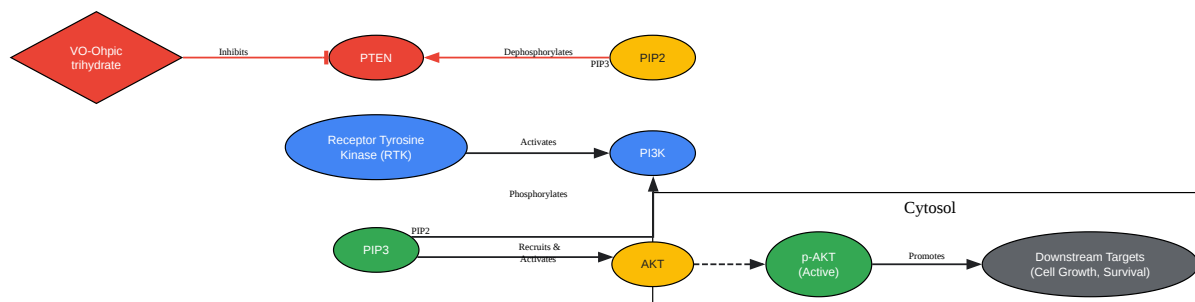 VO-Ohpic
trihydrate
Inhibits
PTEN
Dephosphorylates
PIP3
PIP2
Receptor Tyrosine
Kinase (RTK)
Activates
PI3K
Phosphorylates
Cytosol
PIP3
PIP2
Recruits &
Activates
AKT
p-AKT
(Active)
Promotes
Downstream Targets
(Cell Growth, Survival)